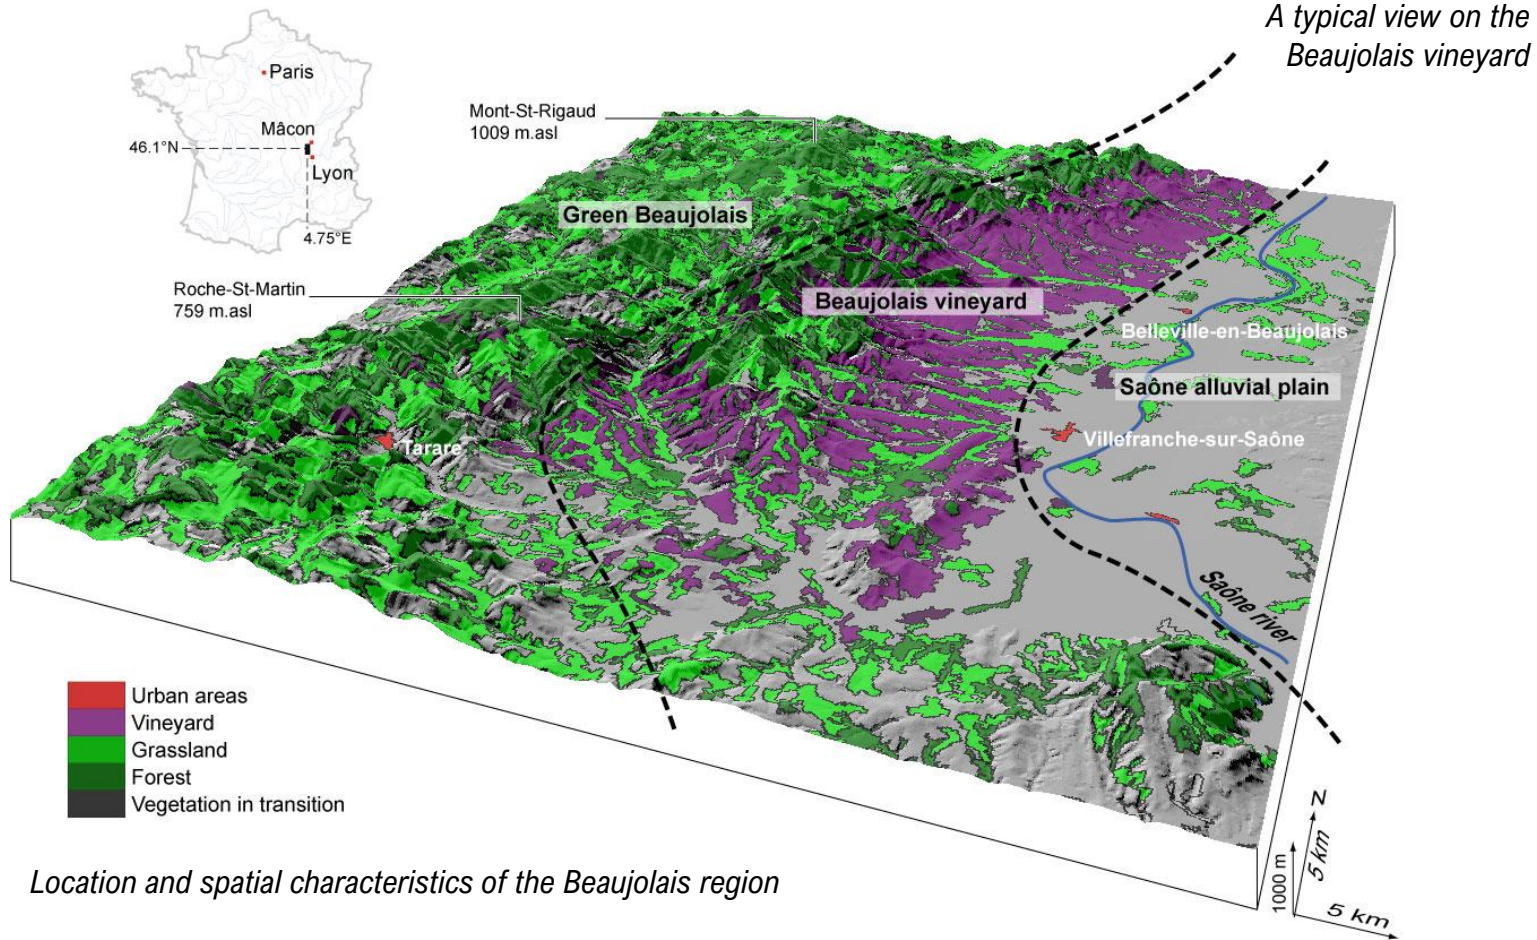 A typical view on the
Beaujolais vineyard
Paris
Mâcon
46.1°N
Lyon
4.75°E
Mont-St-Rigaud
1009 m.asl
Green Beaujolais
Roche-St-Martin
759 m.asl
Beaujolais vineyard
Belleville-en-Beaujolais
Saône alluvial plain
Villefranche-sur-Saône
Tarare
Saône river
Urban areas
Vineyard
Grassland
Forest
Vegetation in transition
N
5 km
1000 m
5 km
Location and spatial characteristics of the Beaujolais region